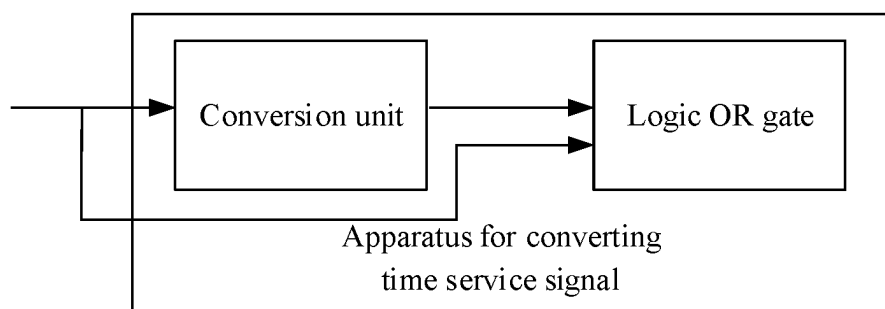 Conversion unit
Logic OR gate
Apparatus for converting
time service signal